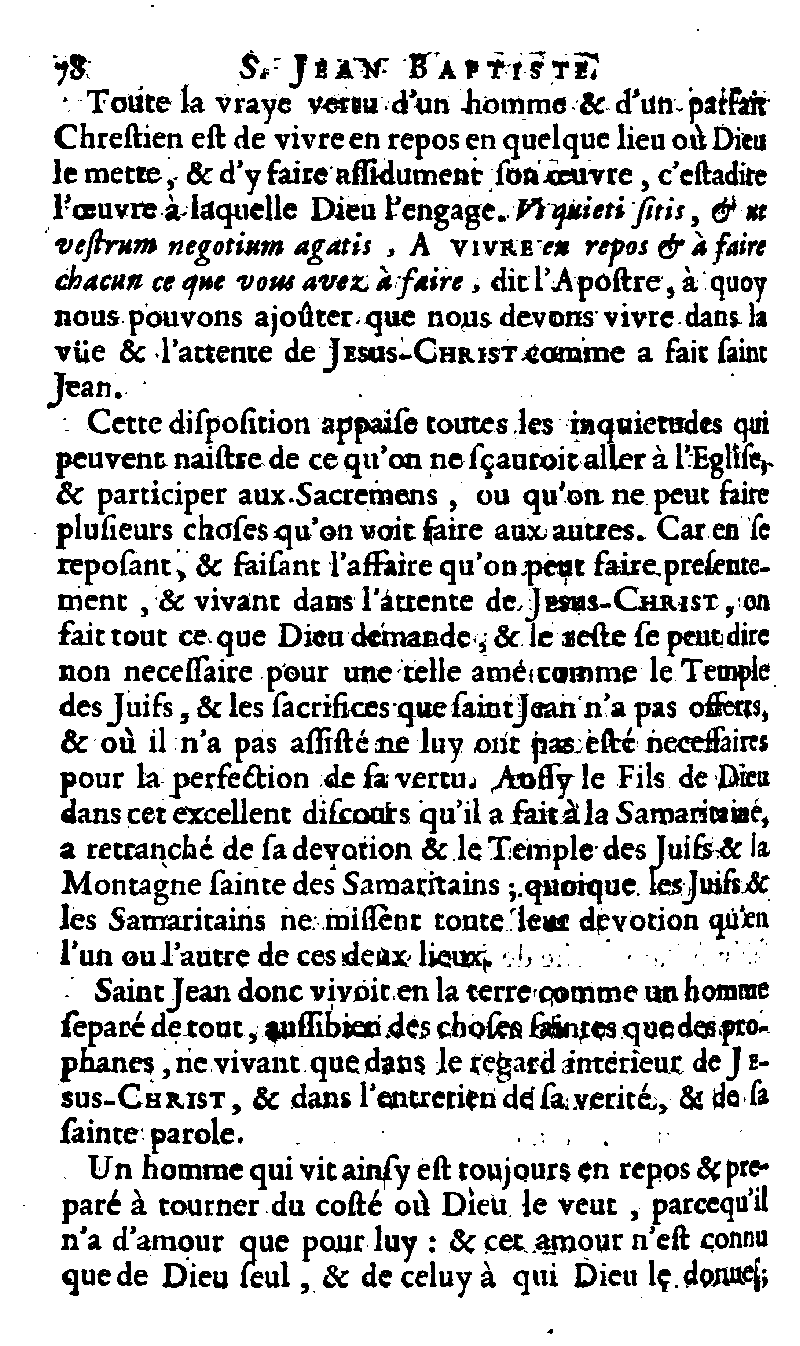 78 S. JEAN BAPTISTE.
Toute la vraye vertu d'un homme & d'un parfait
Chreſtien eſt de vivre en repos en quelque lieu où Dieu
le mette, & d'y faire aſſidument ſon œuvre, c'eſtadire
l'œuvre à laquelle Dieu l'engage. Vt quieti ſitis, & ut
veſtrum negotium agatis, A VIVRE en repos & à faire
chacun ce que vous avez à faire, dit l'Apoſtre, à quoy
nous pouvons ajoûter que nous devons vivre dans la
vüe & l'attente de JESUS-CHRIST comme a fait ſaint
Jean.
Cette diſpoſition appaiſe toutes les inquietudes qui
peuvent naiſtre de ce qu'on ne ſçauroit aller à l'Egliſe,
& participer aux Sacremens, ou qu'on ne peut faire
pluſieurs choſes qu'on voit faire aux autres. Car en ſe
repoſant, & faiſant l'affaire qu'on peut faire preſente-
ment, & vivant dans l'attente de JESUS-CHRIST, on
fait tout ce que Dieu demande, & le reſte ſe peut dire
non neceſſaire pour une telle ame comme le Temple
des Juifs, & les ſacrifices que ſaint Jean n'a pas offerts,
& où il n'a pas aſſiſté ne luy ont pas eſté neceſſaires
pour la perfection de ſa vertu. Auſſy le Fils de Dieu
dans cet excellent diſcours qu'il a fait à la Samaritaine,
a retranché de ſa devotion & le Temple des Juifs & la
Montagne ſainte des Samaritains; quoique les Juifs &
les Samaritains ne miſſent toute leur devotion qu'en
l'un ou l'autre de ces deux lieux.
Saint Jean donc vivoit en la terre comme un homme
ſeparé de tout, auſſibien des choſes ſaintes que des pro-
phanes, ne vivant que dans le regard interieur de JE-
SUS-CHRIST, & dans l'entretien de ſa verité, & de ſa
ſainte parole.
Un homme qui vit ainſy eſt toujours en repos & pre-
paré à tourner du coſté où Dieu le veut, parcequ'il
n'a d'amour que pour luy : & cet amour n'eſt connu
que de Dieu ſeul, & de celuy à qui Dieu le donne;